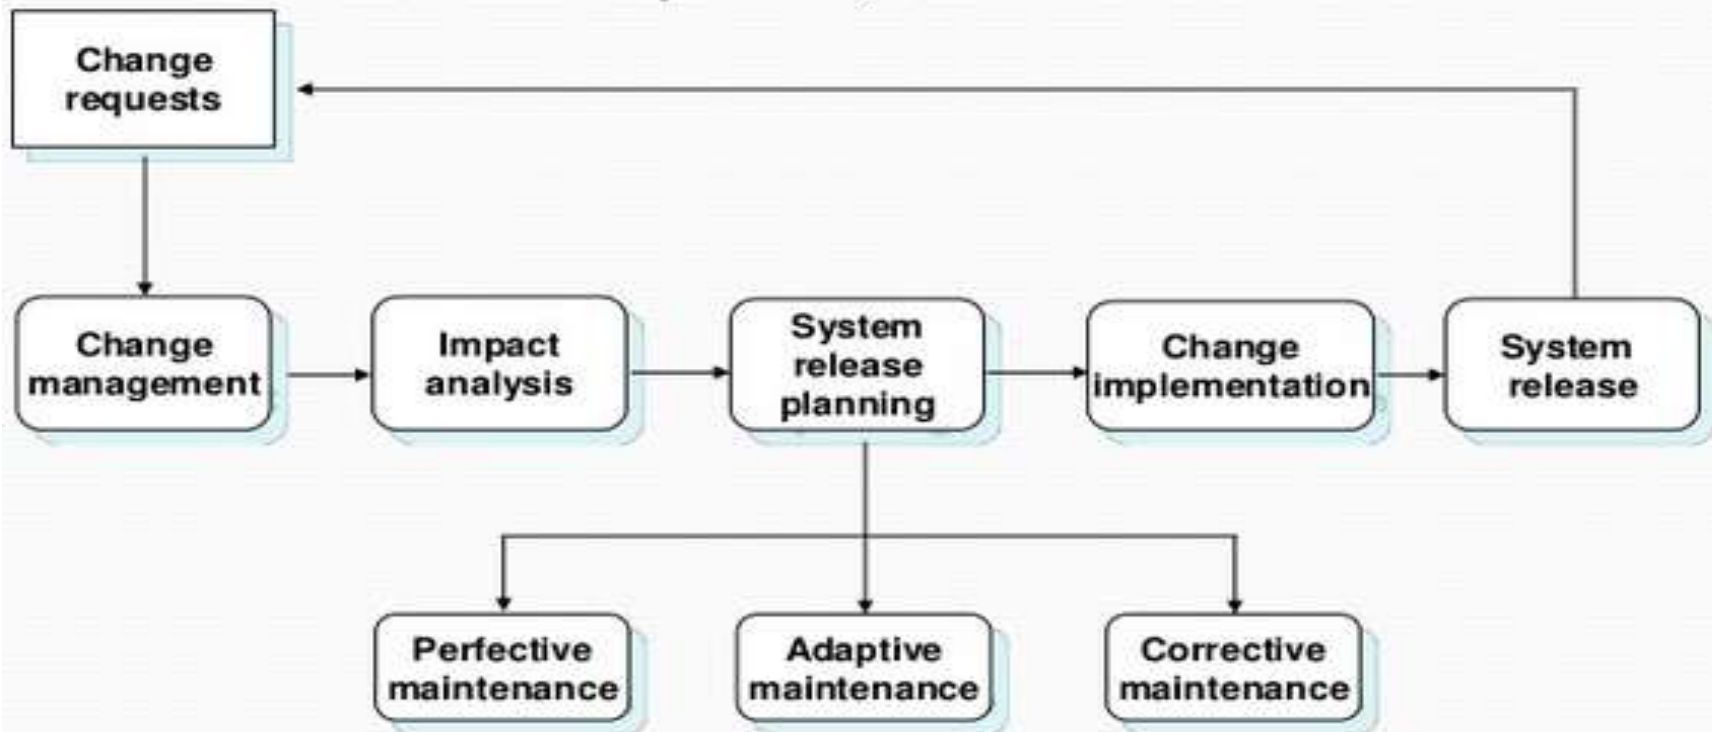 Change
requests
Change
management
Impact
analysis
System
release
planning
Change
implementation
System
release
Perfective
maintenance
Adaptive
maintenance
Corrective
maintenance